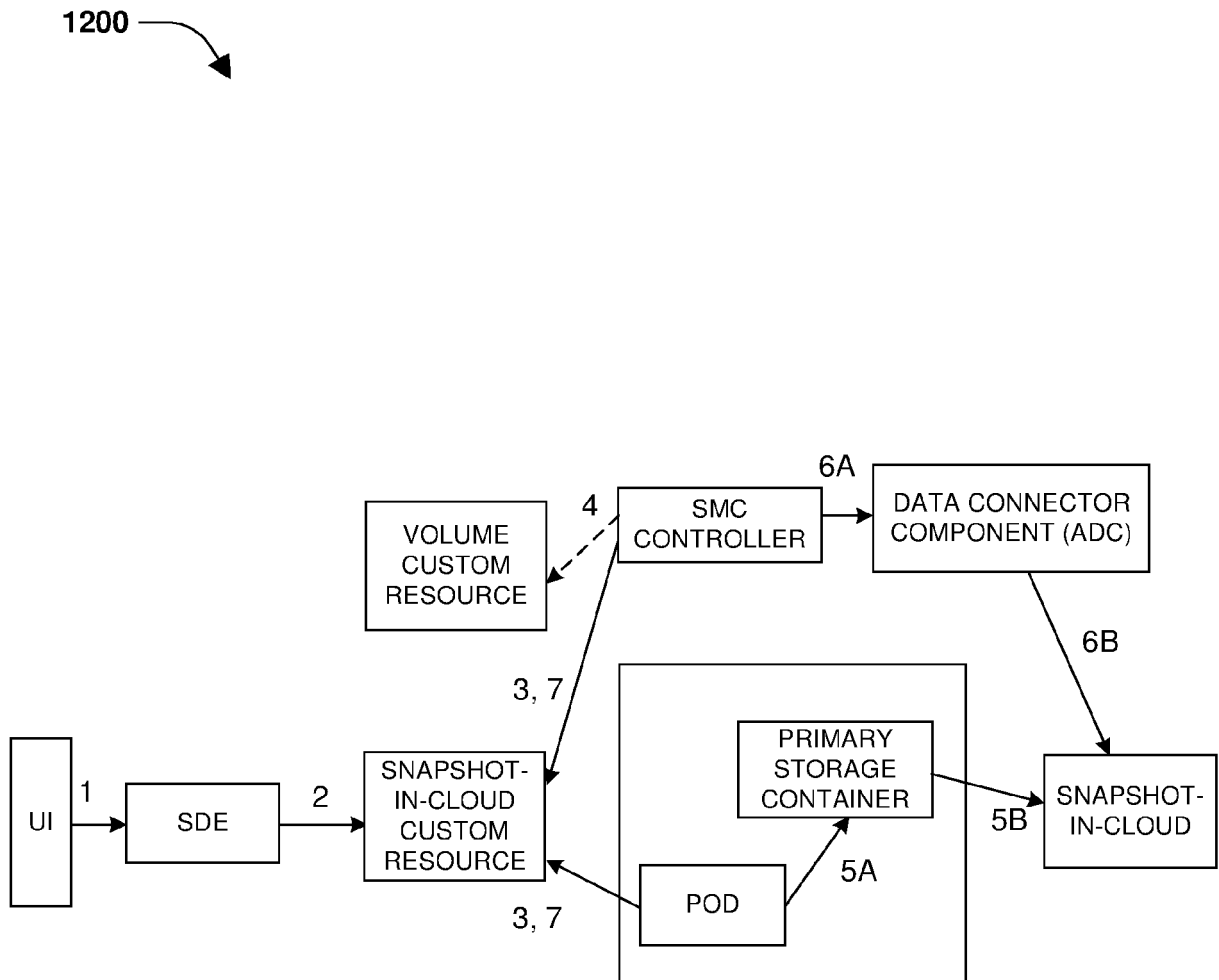 1200
6A
SMC
CONTROLLER
DATA CONNECTOR
COMPONENT (ADC)
4
VOLUME
CUSTOM
RESOURCE
6B
3, 7
PRIMARY
STORAGE
CONTAINER
SNAPSHOT-
IN-CLOUD
CUSTOM
RESOURCE
1
2
UI
SDE
SNAPSHOT-
IN-CLOUD
5B
5A
POD
3, 7